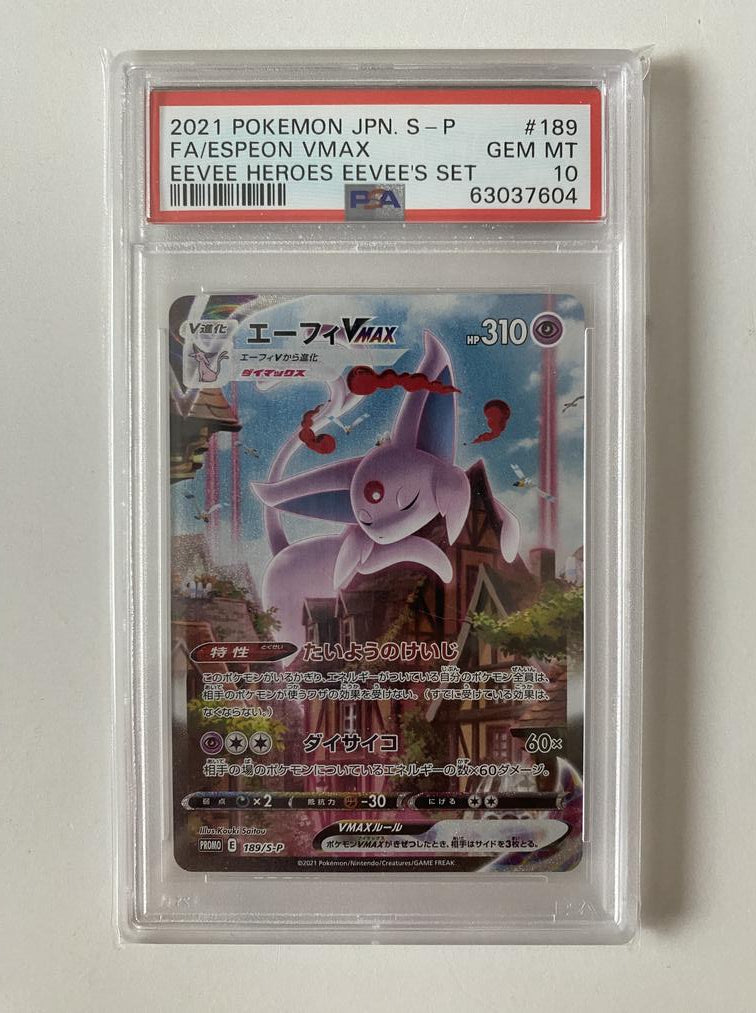 2021 POKEMON JPN. S-P #189
FA/ESPEON VMAX GEM MT
EEVEE HEROES EEVEE'S SET 10
PSA 63037604
V進化 エーフィVMAX HP310
エーフィVから進化
ダイマックス
特性 とくせい たいようのけいじ
このポケモンがいるかぎり、エネルギーがついている自分のポケモン全員は、
相手のポケモンが使うワザの効果を受けない。(すでに受けている効果は、
なくならない。)
ダイサイコ 60×
相手の場のポケモンについているエネルギーの数×60ダメージ。
弱点 ×2 抵抗力 -30 にげる
Illus. Kouki Saitou VMAXルール
PROMO E 189/S-P ポケモンVMAXがきぜつしたとき、相手はサイドを3枚とる。
©2021 Pokémon/Nintendo/Creatures/GAME FREAK.